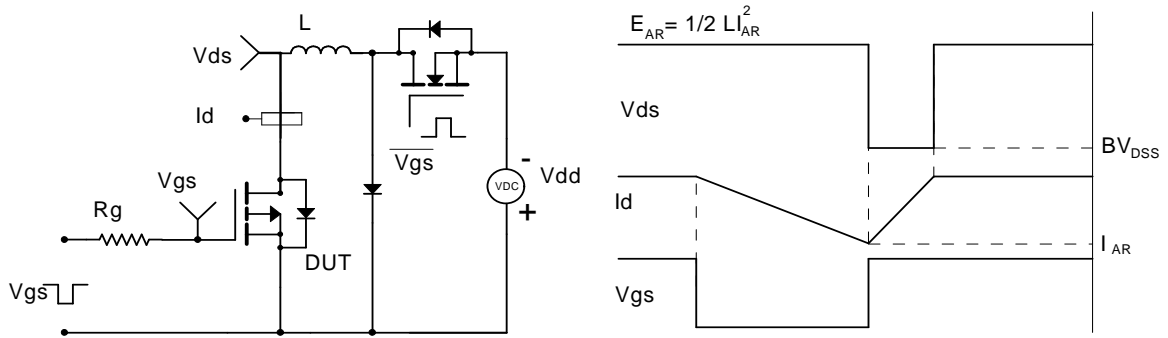 L
Vds
Id
Vgs
Vgs
Rg
DUT
Vgs
VDC
-
+
Vdd
E_AR = 1/2 LI_AR^2
Vds
BV_DSS
Id
I_AR
Vgs